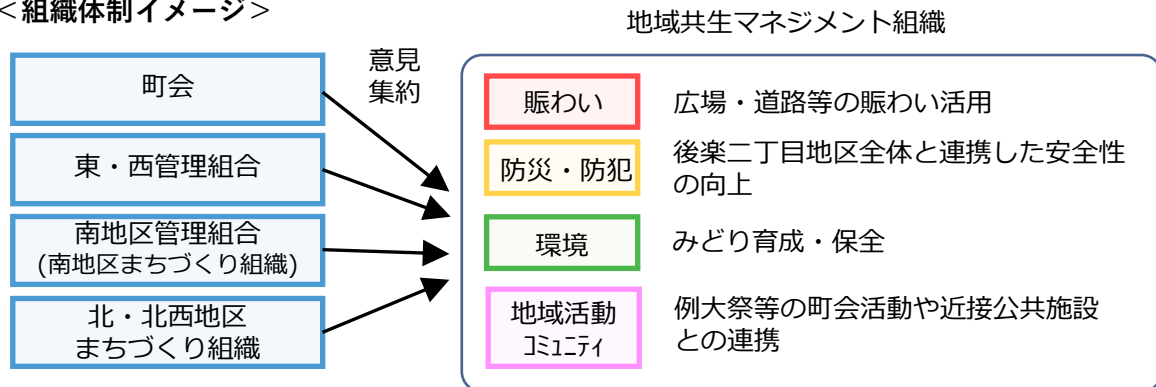 <組織体制イメージ>
地域共生マネジメント組織
意見
集約
町会
東・西管理組合
南地区管理組合
(南地区まちづくり組織)
北・北西地区
まちづくり組織
賑わい
広場・道路等の賑わい活用
防災・防犯
後楽二丁目地区全体と連携した安全性
の向上
環境
みどり育成・保全
地域活動
ｺﾐｭﾆﾃｨ
例大祭等の町会活動や近接公共施設
との連携